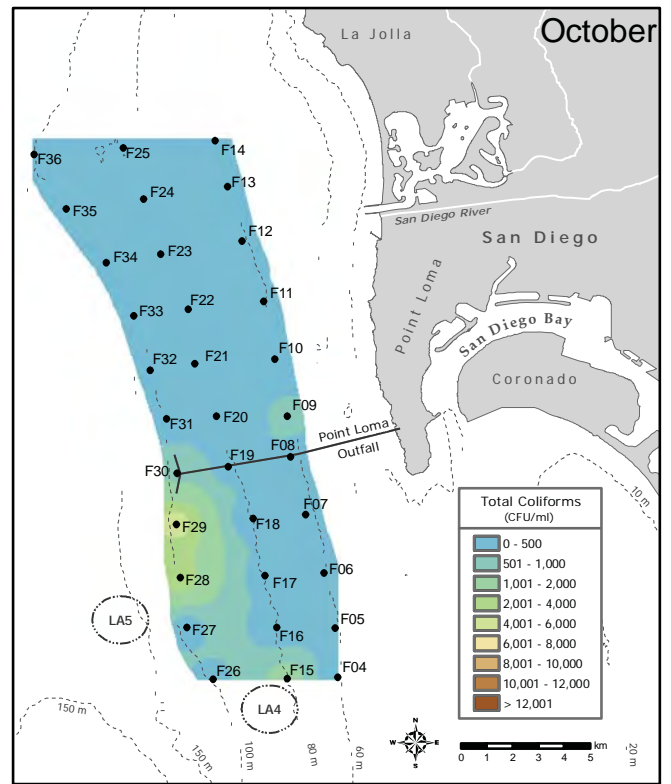 October
La Jolla
F14
F25
F36
F13
F24
F35
San Diego River
F12
San Diego
F23
F34
F11
F22
F33
Point Loma
San Diego Bay
F10
F21
F32
Coronado
F09
F20
F31
Point Loma
Outfall
F08
F19
F30
10 m
Total Coliforms
(CFU/ml)
0 - 500
501 - 1,000
1,001 - 2,000
2,001 - 4,000
4,001 - 6,000
6,001 - 8,000
8,001 - 10,000
10,001 - 12,000
> 12,001
F07
F18
F29
F06
F17
F28
LA5
F05
F16
F27
F04
F15
F26
LA4
150 m
150 m
100 m
80 m
60 m
20 m
N
W
E
S
km
0 1 2 3 4 5